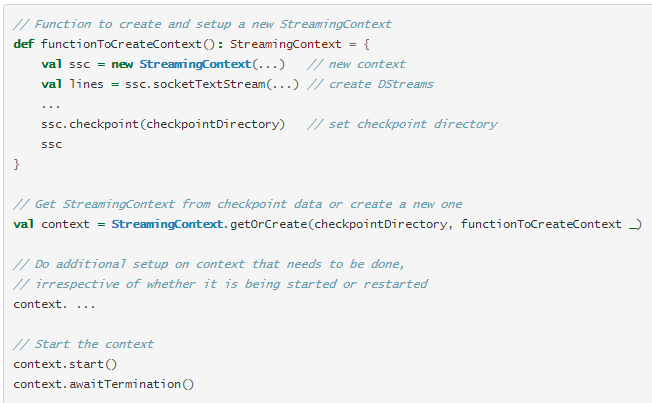 // Function to create and setup a new StreamingContext
def functionToCreateContext(): StreamingContext = {
    val ssc = new StreamingContext(...)   // new context
    val lines = ssc.socketTextStream(...) // create DStreams
    ...
    ssc.checkpoint(checkpointDirectory)   // set checkpoint directory
    ssc
}

// Get StreamingContext from checkpoint data or create a new one
val context = StreamingContext.getOrCreate(checkpointDirectory, functionToCreateContext _)

// Do additional setup on context that needs to be done,
// irrespective of whether it is being started or restarted
context. ...

// Start the context
context.start()
context.awaitTermination()